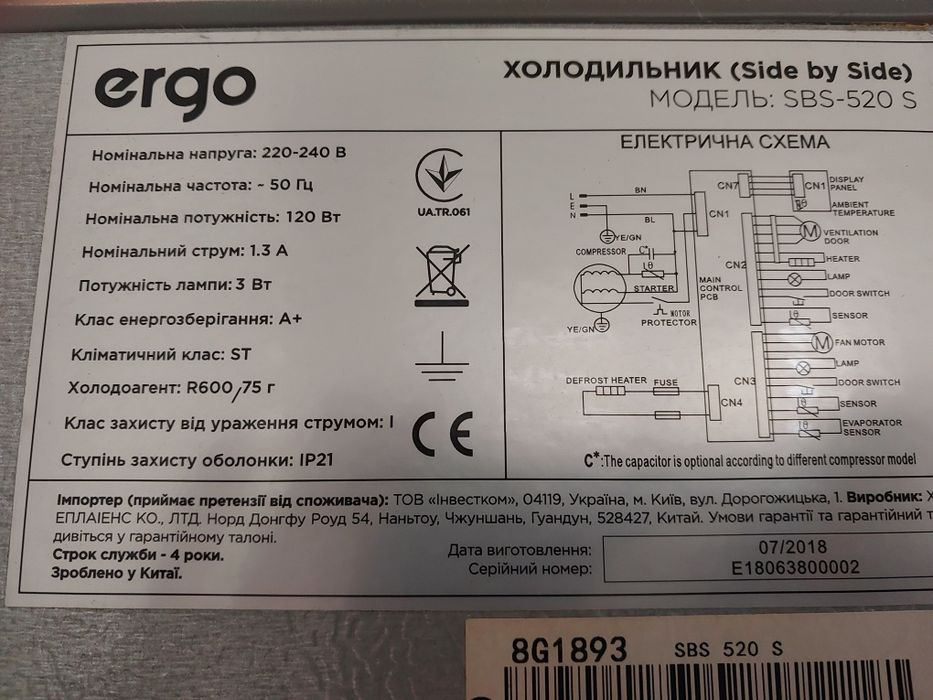 ergo
ХОЛОДИЛЬНИК (Side by Side)
МОДЕЛЬ: SBS-520 S
Номінальна напруга: 220-240 В
Номінальна частота: ~ 50 Гц
Номінальна потужність: 120 Вт
Номінальний струм: 1.3 А
Потужність лампи: 3 Вт
Клас енергозберігання: А+
Кліматичний клас: ST
Холодоагент: R600/75 г
Клас захисту від ураження струмом: I
Ступінь захисту оболонки: IP21
UA.TR.061
CE
ЕЛЕКТРИЧНА СХЕМА
L
E
N
BN
BL
YE/GN
COMPRESSOR
C*
θ
STARTER
MOTOR
PROTECTOR
YE/GN
DEFROST HEATER
FUSE
MAIN
CONTROL
PCB
CN1
CN7
CN2
CN3
CN4
CN1
DISPLAY
PANEL
θ
AMBIENT
TEMPERATURE
M
VENTILATION
DOOR
HEATER
LAMP
DOOR SWITCH
θ
SENSOR
M
FAN MOTOR
LAMP
DOOR SWITCH
θ
SENSOR
θ
EVAPORATOR
SENSOR
C*:The capacitor is optional according to different compressor model
Імпортер (приймає претензії від споживача): ТОВ «Інвестком», 04119, Україна, м. Київ, вул. Дорогожицька, 1. Виробник:
ЕПЛАІЕНС КО., ЛТД. Норд Донгфу Роуд 54, Наньтоу, Чжуншань, Гуандун, 528427, Китай. Умови гарантії та гарантійний
дивіться у гарантійному талоні.
Строк служби - 4 роки.
Зроблено у Китаї.
Дата виготовлення: 07/2018
Серійний номер: E18063800002
8G1893 SBS 520 S